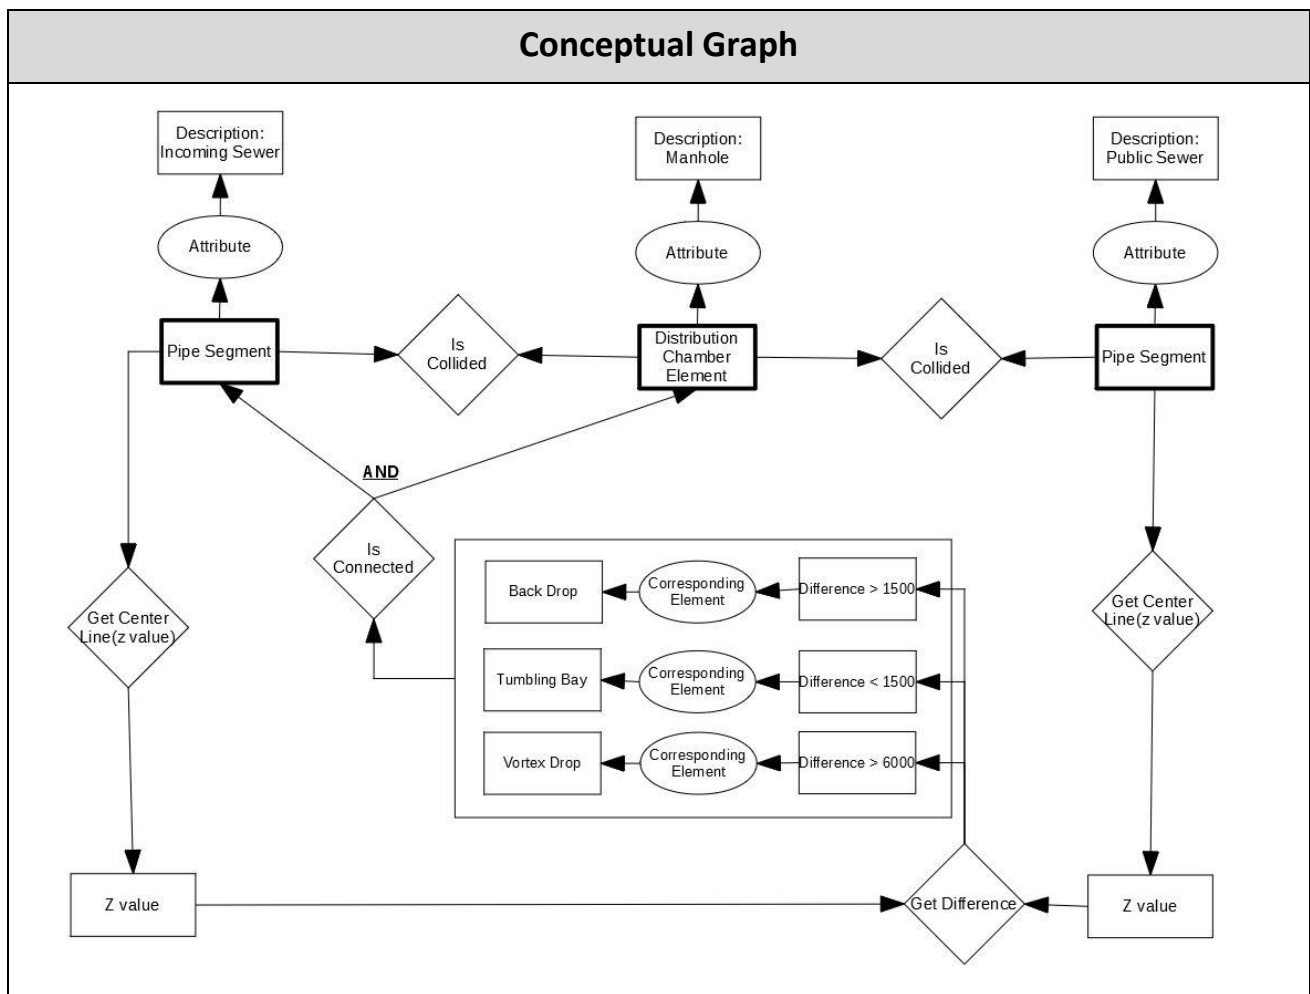 Conceptual Graph
Description:
Incoming Sewer
Description:
Manhole
Description:
Public Sewer
Attribute
Attribute
Attribute
Pipe Segment
Is
Collided
Distribution
Chamber
Element
Is
Collided
Pipe Segment
AND
Is
Connected
Back Drop
Corresponding
Element
Difference > 1500
Get Center
Line(z value)
Get Center
Line(z value)
Tumbling Bay
Corresponding
Element
Difference < 1500
Vortex Drop
Corresponding
Element
Difference > 6000
Z value
Get Difference
Z value